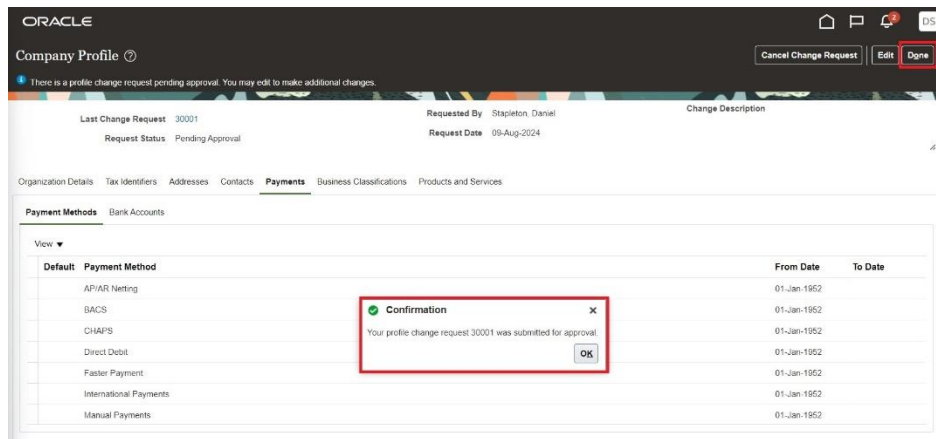 ORACLE
2
DS
Company Profile ?
Cancel Change Request Edit Done
There is a profile change request pending approval. You may edit to make additional changes.
Last Change Request 30001
Requested By Stapleton, Daniel
Change Description
Request Status Pending Approval
Request Date 09-Aug-2024
Organization Details Tax Identifiers Addresses Contacts Payments Business Classifications Products and Services
Payment Methods Bank Accounts
View
Default Payment Method From Date To Date
AP/AR Netting 01-Jan-1952
BACS 01-Jan-1952
CHAPS 01-Jan-1952
Direct Debit 01-Jan-1952
Faster Payment 01-Jan-1952
International Payments 01-Jan-1952
Manual Payments 01-Jan-1952
Confirmation
Your profile change request 30001 was submitted for approval.
OK